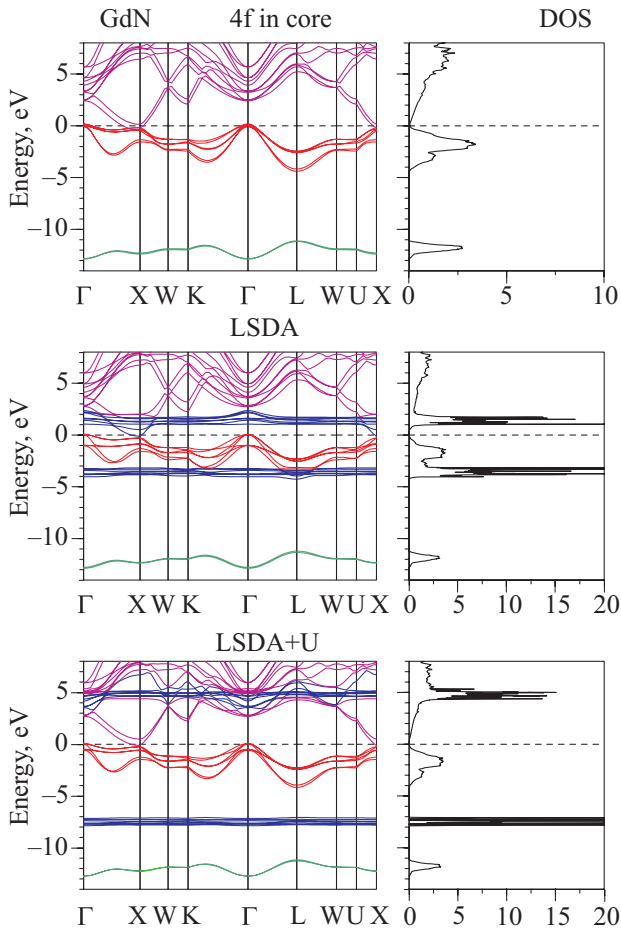 GdN 4f in core DOS
Energy, eV
5
0
–5
–10
Γ X W K Γ L W U X
0 5 10
LSDA
Energy, eV
5
0
–5
–10
Γ X W K Γ L W U X
0 5 10 15 20
LSDA+U
Energy, eV
5
0
–5
–10
Γ X W K Γ L W U X
0 5 10 15 20